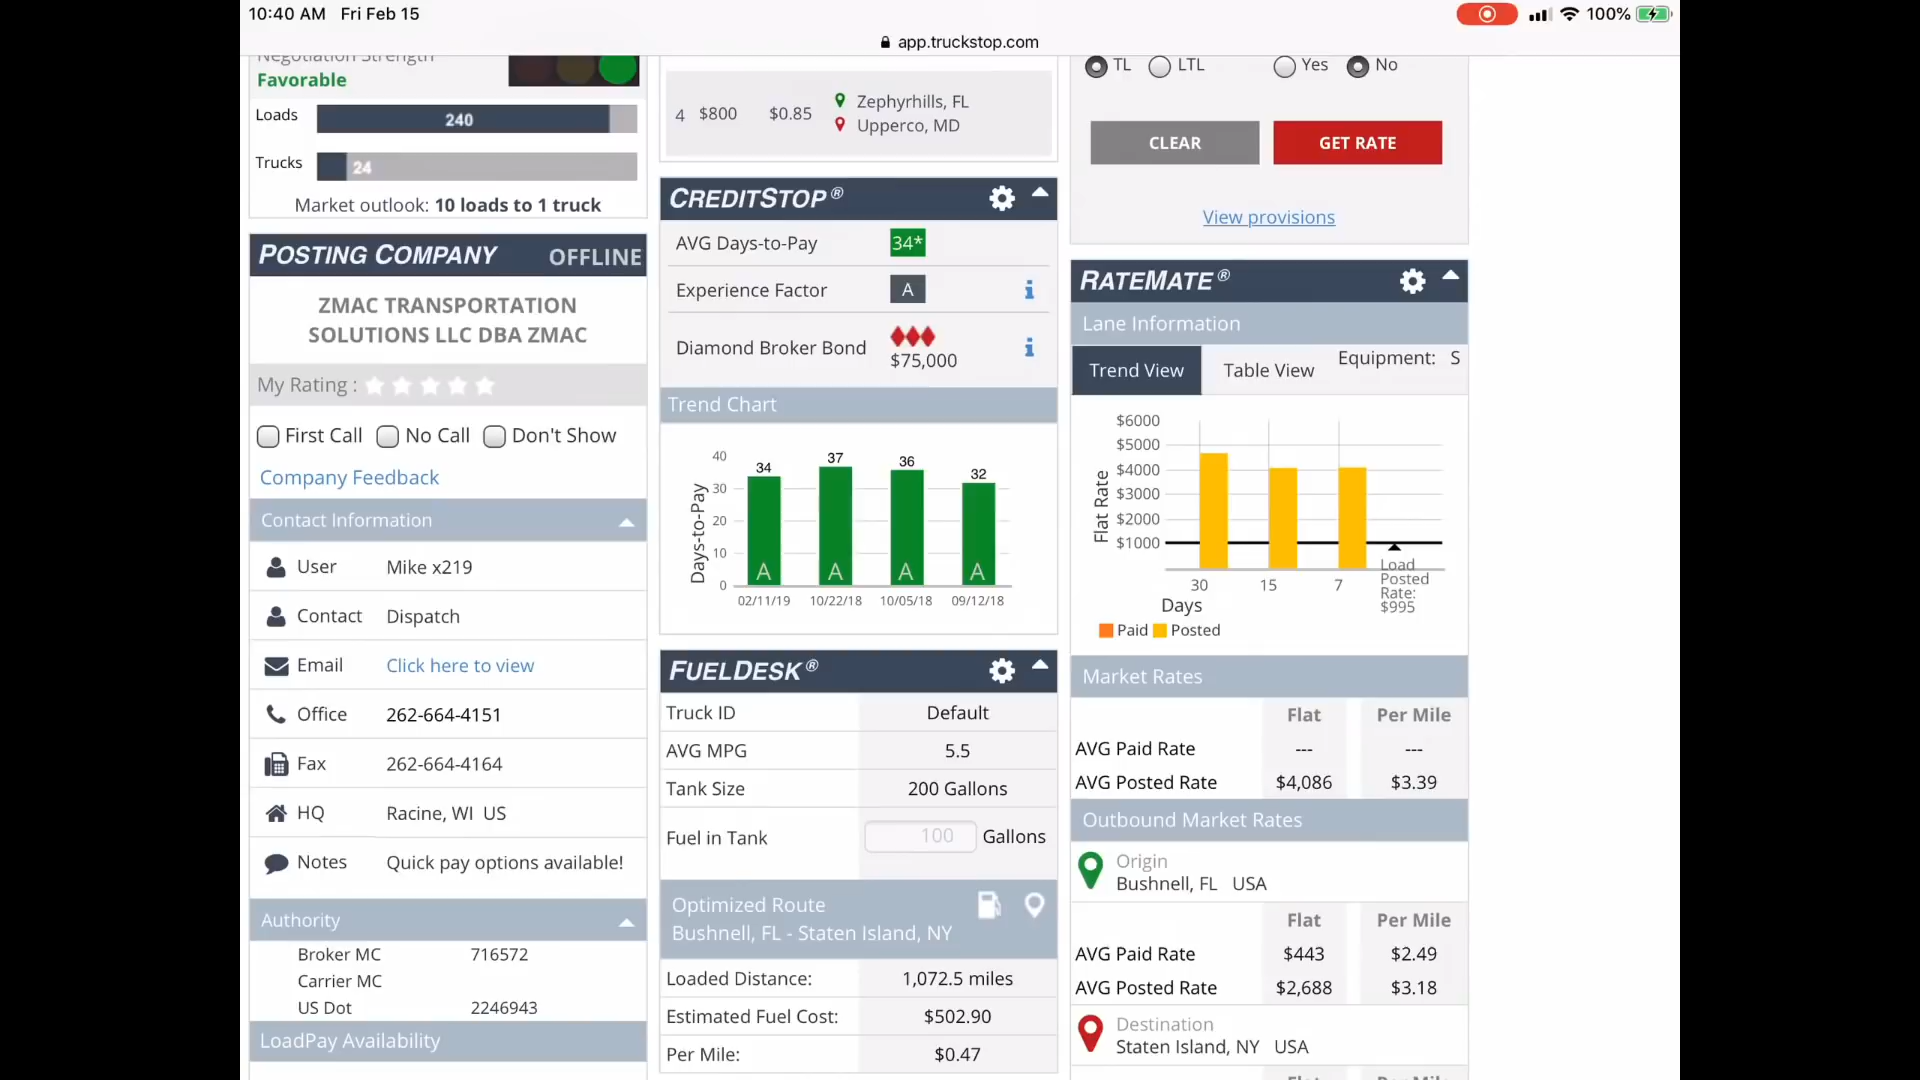 10:40 AM Fri Feb 15
100%
app.truckstop.com
Negotiation Strength
Favorable
Loads 240
Trucks 24
Market outlook: 10 loads to 1 truck
POSTING COMPANY OFFLINE
ZMAC TRANSPORTATION
SOLUTIONS LLC DBA ZMAC
My Rating :
First Call No Call Don't Show
Company Feedback
Contact Information
User Mike x219
Contact Dispatch
Email Click here to view
Office 262-664-4151
Fax 262-664-4164
HQ Racine, WI US
Notes Quick pay options available!
Authority
Broker MC 716572
Carrier MC
US Dot 2246943
LoadPay Availability
4 $800 $0.85 Zephyrhills, FL
Upperco, MD
CREDITSTOP®
AVG Days-to-Pay 34*
Experience Factor A
Diamond Broker Bond
$75,000
Trend Chart
Days-to-Pay
40
30
20
10
0
34 37 36 32
A A A A
02/11/19 10/22/18 10/05/18 09/12/18
FUELDESK®
Truck ID Default
AVG MPG 5.5
Tank Size 200 Gallons
Fuel in Tank 100 Gallons
Optimized Route
Bushnell, FL - Staten Island, NY
Loaded Distance: 1,072.5 miles
Estimated Fuel Cost: $502.90
Per Mile: $0.47
TL LTL Yes No
CLEAR GET RATE
View provisions
RATEMATE®
Lane Information
Trend View Table View Equipment: S
Flat Rate
$6000
$5000
$4000
$3000
$2000
$1000
30 15 7
Load
Posted
Rate:
$995
Days
Paid Posted
Market Rates
Flat Per Mile
AVG Paid Rate --- ---
AVG Posted Rate $4,086 $3.39
Outbound Market Rates
Origin
Bushnell, FL USA
Flat Per Mile
AVG Paid Rate $443 $2.49
AVG Posted Rate $2,688 $3.18
Destination
Staten Island, NY USA
Flat Per Mile